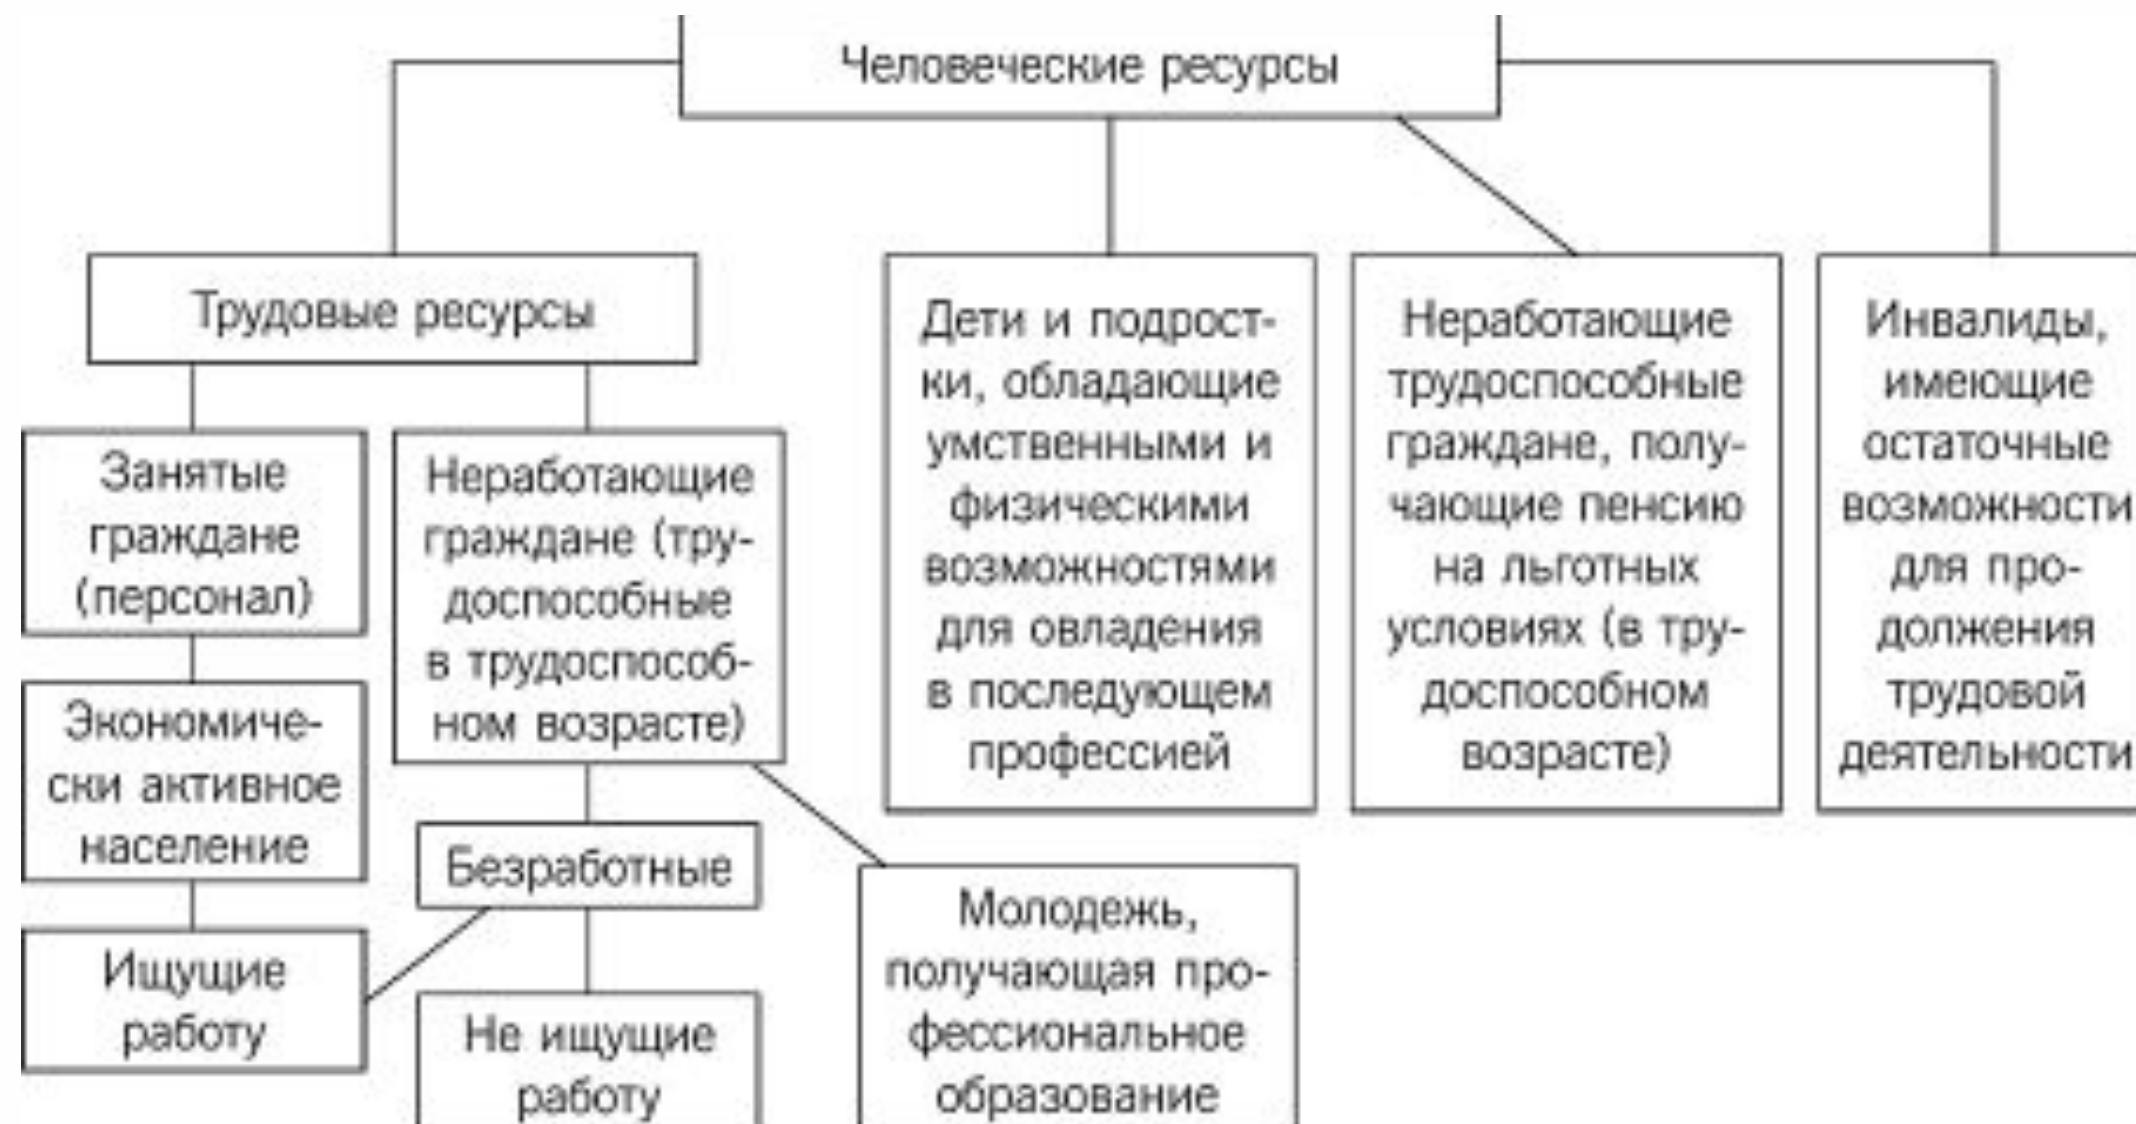 Человеческие ресурсы
Трудовые ресурсы
Занятые
граждане
(персонал)
Экономиче-
ски активное
население
Ищущие
работу
Неработающие
граждане (тру-
доспособные
в трудоспособ-
ном возрасте)
Безработные
Не ищущие
работу
Молодежь,
получающая про-
фессиональное
образование
Дети и подрост-
ки, обладающие
умственными и
физическими
возможностями
для овладения
в последующем
профессией
Неработающие
трудоспособные
граждане, полу-
чающие пенсию
на льготных
условиях (в тру-
доспособном
возрасте)
Инвалиды,
имеющие
остаточные
возможности
для про-
должения
трудовой
деятельности